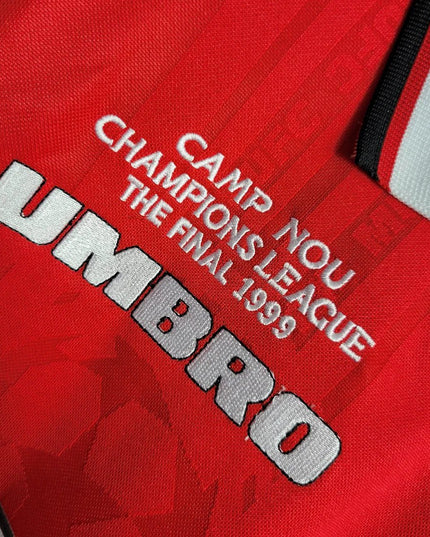 CAMP NOU
CHAMPIONS LEAGUE
THE FINAL 1999
UMBRO